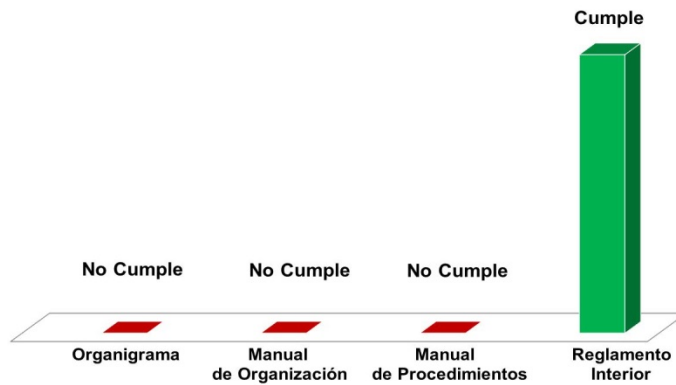 Cumple
No Cumple
No Cumple
No Cumple
Organigrama
Manual
de Organización
Manual
de Procedimientos
Reglamento
Interior